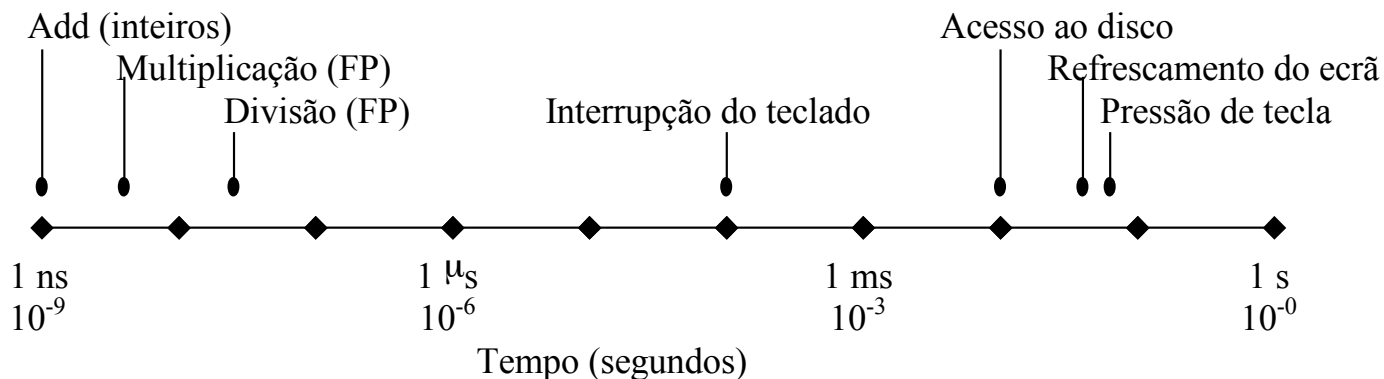 Add (inteiros)
Acesso ao disco
Multiplicação (FP)
Refrescamento do ecrã
Divisão (FP)
Interrupção do teclado
Pressão de tecla
1 ns
1 μs
1 ms
1 s
10⁻⁹
10⁻⁶
10⁻³
10⁻⁰
Tempo (segundos)